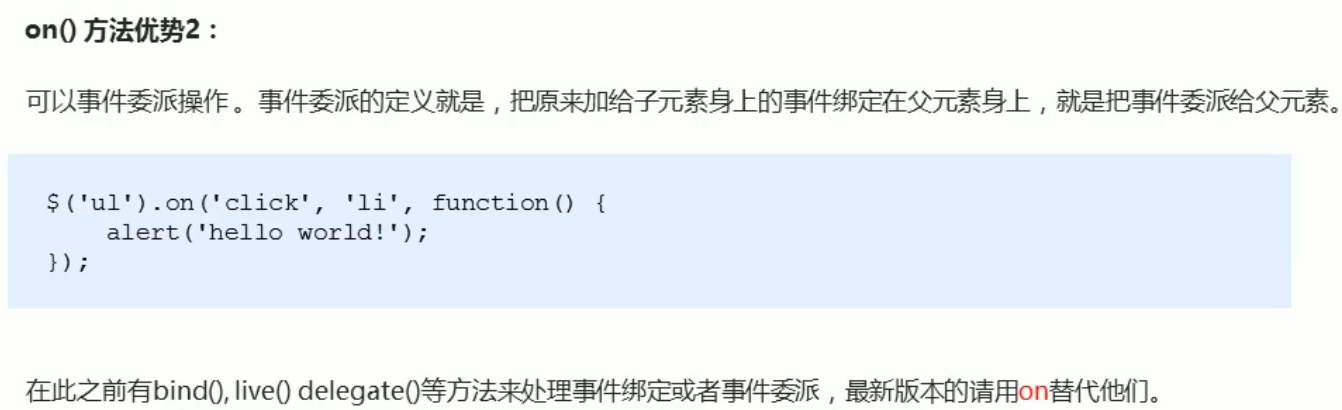 on() 方法优势2：
可以事件委派操作 。事件委派的定义就是，把原来加给子元素身上的事件绑定在父元素身上，就是把事件委派给父元素。
$('ul').on('click', 'li', function() {
    alert('hello world!');
});
在此之前有bind(), live() delegate()等方法来处理事件绑定或者事件委派，最新版本的请用on替代他们。